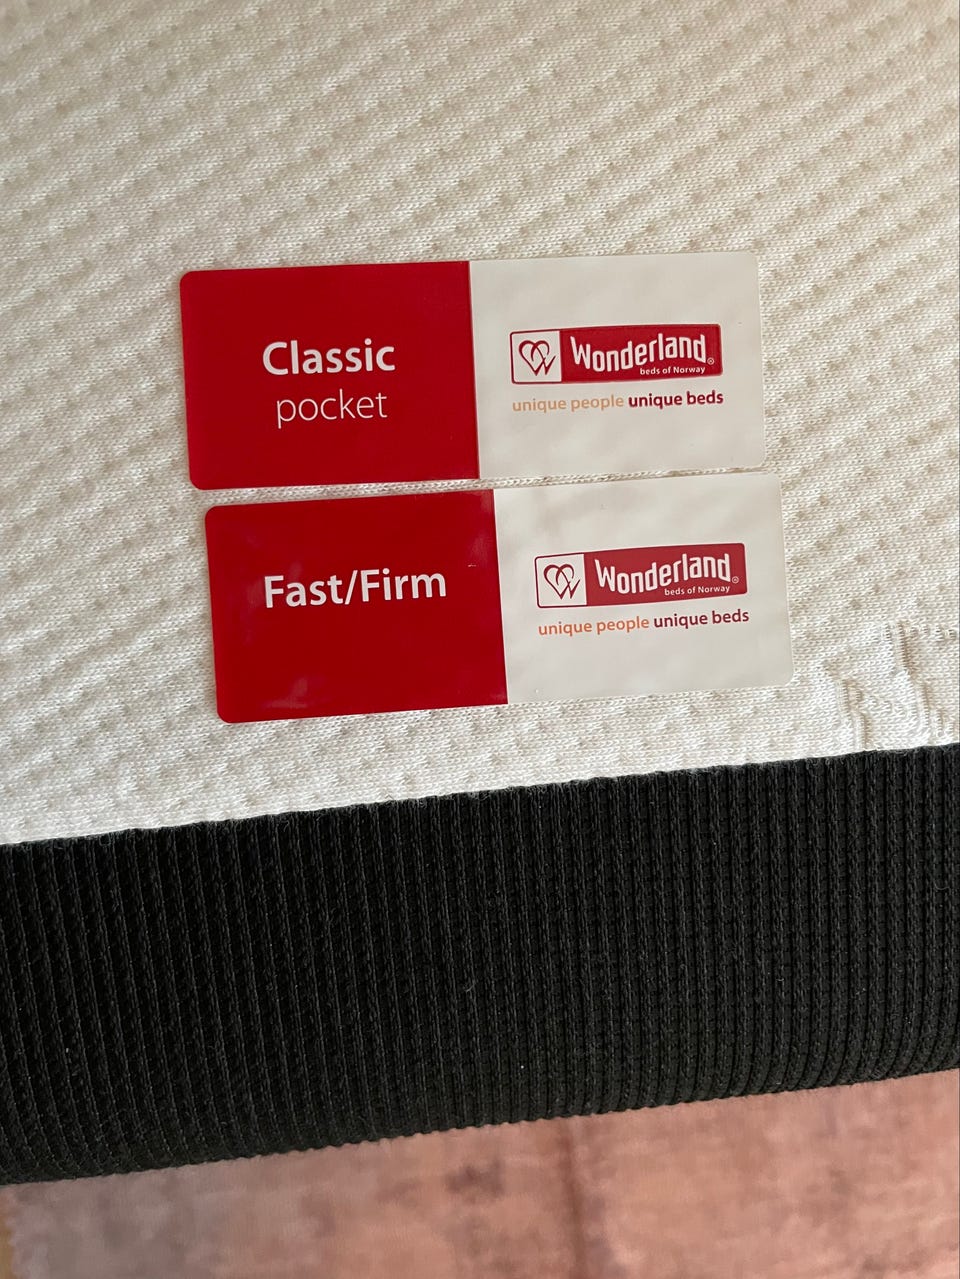 Classic
pocket
Wonderland®
beds of Norway
unique people unique beds
Fast/Firm
Wonderland®
beds of Norway
unique people unique beds